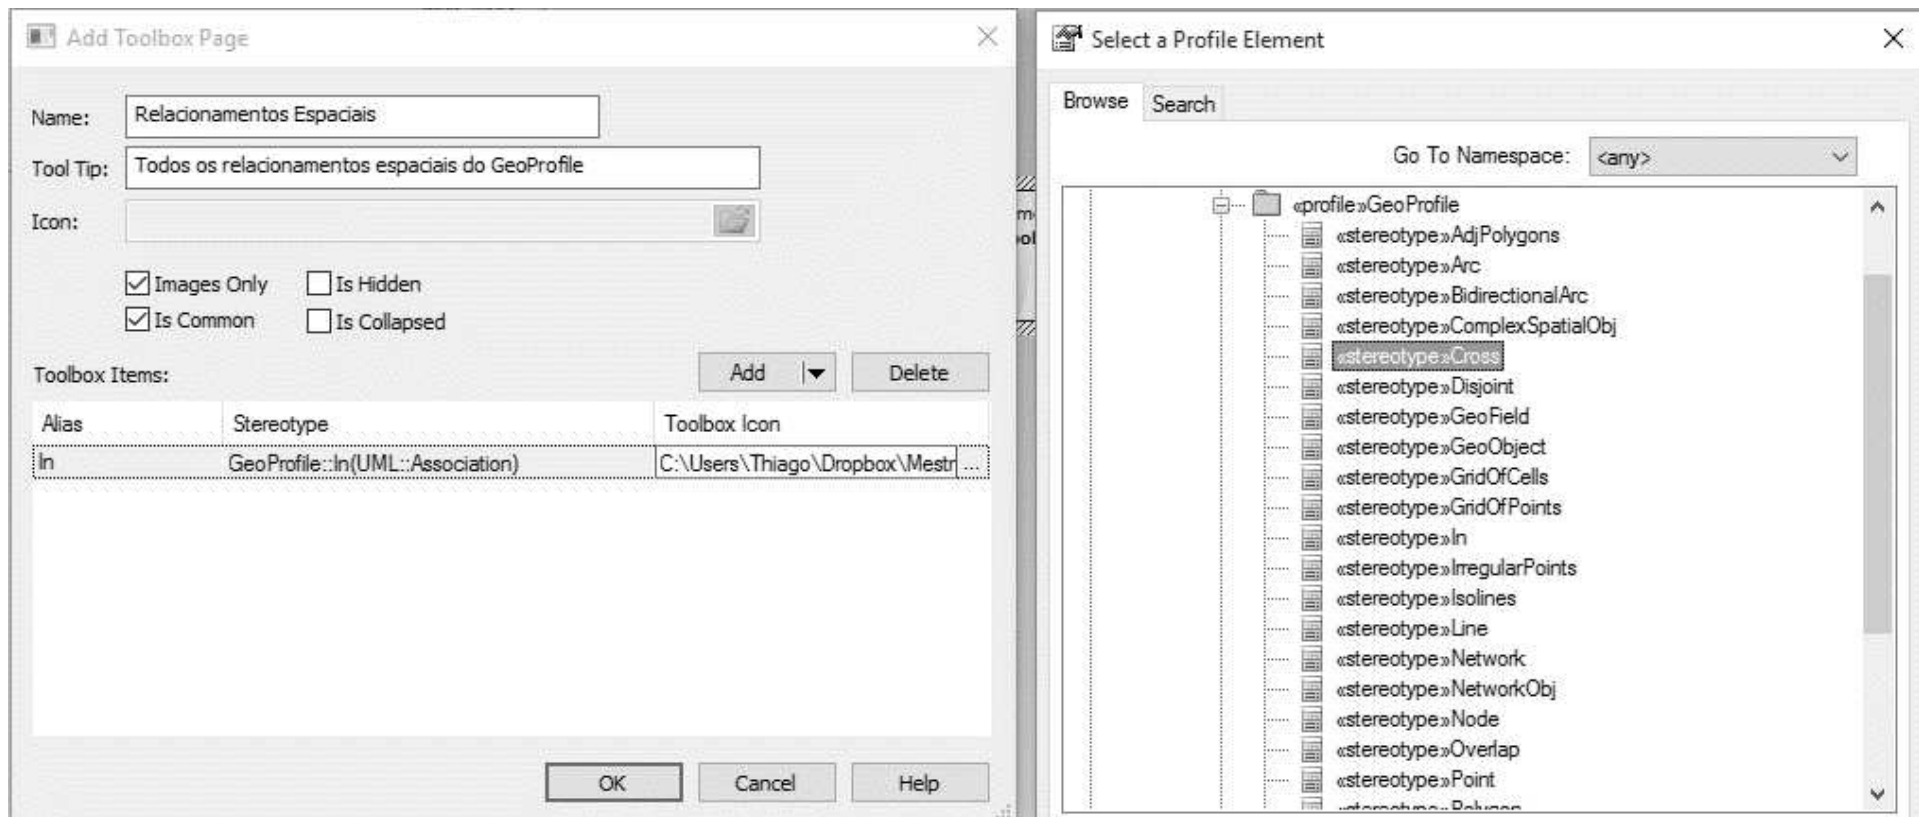 Add Toolbox Page
Name: Relacionamentos Espaciais
Tool Tip: Todos os relacionamentos espaciais do GeoProfile
Icon:
Images Only Is Hidden
Is Common Is Collapsed
Toolbox Items: Add Delete
Alias Stereotype Toolbox Icon
In GeoProfile::In(UML::Association) C:\Users\Thiago\Dropbox\Mestr ...
OK Cancel Help
Select a Profile Element
Browse Search
Go To Namespace: <any>
«profile»GeoProfile
«stereotype»AdjPolygons
«stereotype»Arc
«stereotype»BidirectionalArc
«stereotype»ComplexSpatialObj
«stereotype»Cross
«stereotype»Disjoint
«stereotype»GeoField
«stereotype»GeoObject
«stereotype»GridOfCells
«stereotype»GridOfPoints
«stereotype»In
«stereotype»IrregularPoints
«stereotype»Isolines
«stereotype»Line
«stereotype»Network
«stereotype»NetworkObj
«stereotype»Node
«stereotype»Overlap
«stereotype»Point
«stereotype»Polygon